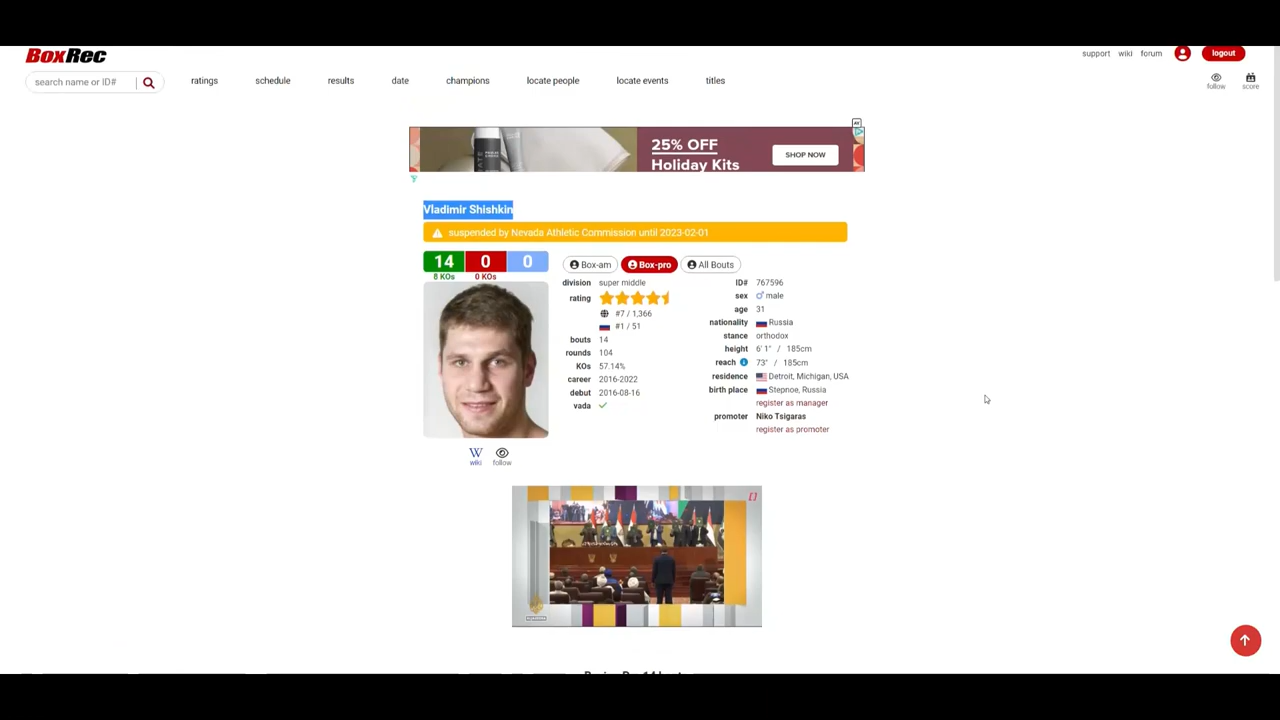 BoxRec
support wiki forum logout
search name or ID#
ratings schedule results date champions locate people locate events titles
follow score
25% OFF
Holiday Kits
SHOP NOW
Vladimir Shishkin
suspended by Nevada Athletic Commission until 2023-02-01
14 0 0
8 KOs 0 KOs
Box-am Box-pro All Bouts
division super middle
rating
#7 / 1,366
#1 / 51
bouts 14
rounds 104
KOs 57.14%
career 2016-2022
debut 2016-08-16
vada
ID# 767596
sex male
age 31
nationality Russia
stance orthodox
height 6' 1" / 185cm
reach 73" / 185cm
residence Detroit, Michigan, USA
birth place Stepnoe, Russia
register as manager
promoter Niko Tsigaras
register as promoter
W
wiki follow